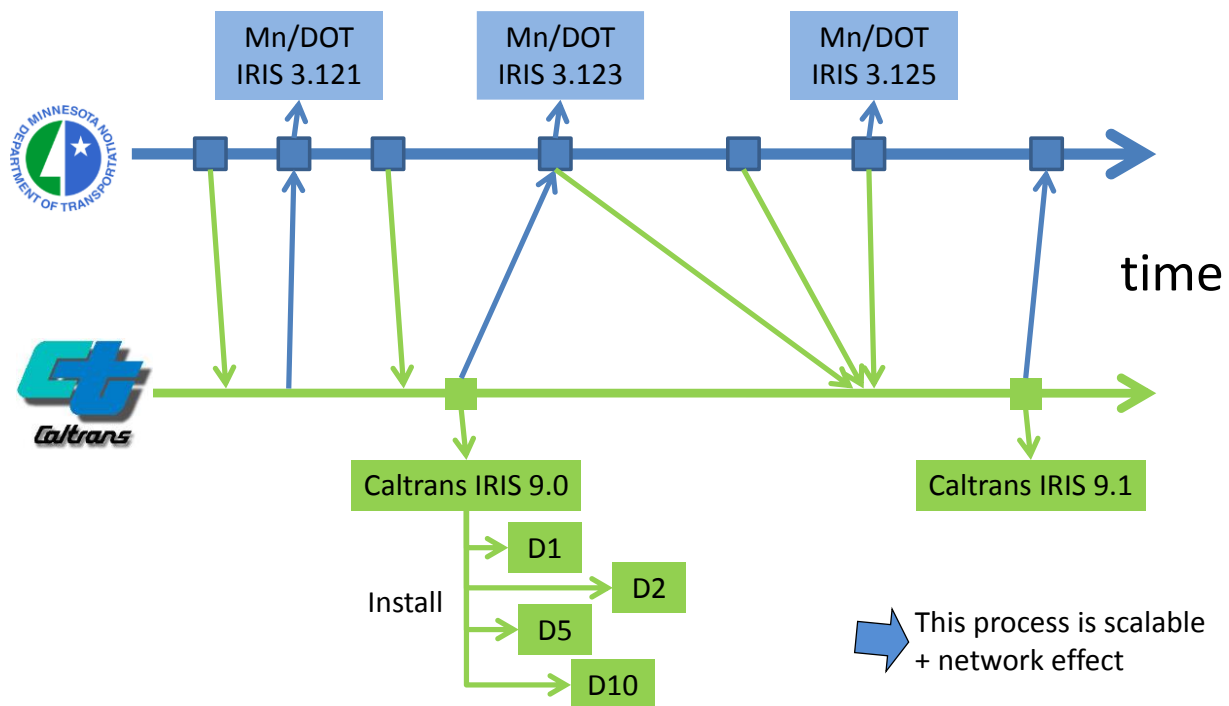 Mn/DOT
IRIS 3.121
Mn/DOT
IRIS 3.123
Mn/DOT
IRIS 3.125
MINNESOTA
DEPARTMENT OF TRANSPORTATION
time
Ct
Caltrans
Caltrans IRIS 9.0
Caltrans IRIS 9.1
D1
D2
Install
D5
D10
This process is scalable
+ network effect